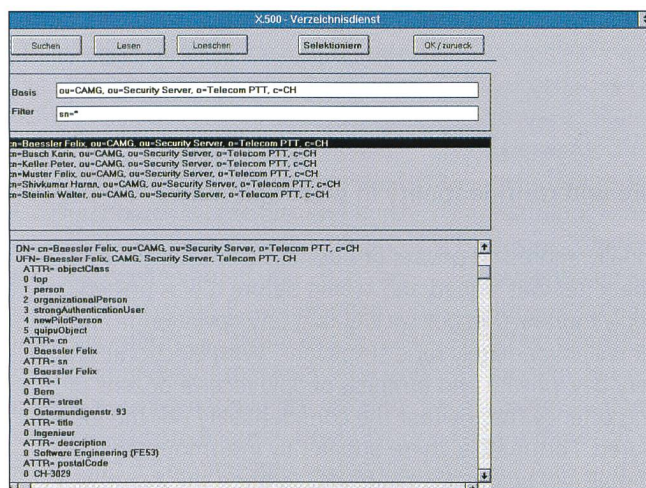 X.500 - Verzeichnisdienst
Suchen Lesen Loeschen Selektioniern OK / zurueck
Basis ou=CAMG, ou=Security Server, o=Telecom PTT, c=CH
Filter sn=*
cn=Baessler Felix, ou=CAMG, ou=Security Server, o=Telecom PTT, c=CH
cn=Busch Karin, ou=CAMG, ou=Security Server, o=Telecom PTT, c=CH
cn=Keller Peter, ou=CAMG, ou=Security Server, o=Telecom PTT, c=CH
cn=Muster Felix, ou=CAMG, ou=Security Server, o=Telecom PTT, c=CH
cn=Shivkumar Haran, ou=CAMG, ou=Security Server, o=Telecom PTT, c=CH
cn=Steinlin Walter, ou=CAMG, ou=Security Server, o=Telecom PTT, c=CH
DN= cn=Baessler Felix, ou=CAMG, ou=Security Server, o=Telecom PTT, c=CH
UFN= Baessler Felix, CAMG, Security Server, Telecom PTT, CH
ATTR= objectClass
0 top
1 person
2 organizationalPerson
3 strongAuthenticationUser
4 newPilotPerson
5 quipuObject
ATTR= cn
0 Baessler Felix
ATTR= sn
0 Baessler Felix
ATTR= l
0 Bern
ATTR= street
0 Ostermundigenstr. 93
ATTR= title
0 Ingenieur
ATTR= description
0 Software Engineering (FE53)
ATTR= postalCode
0 CH-3029